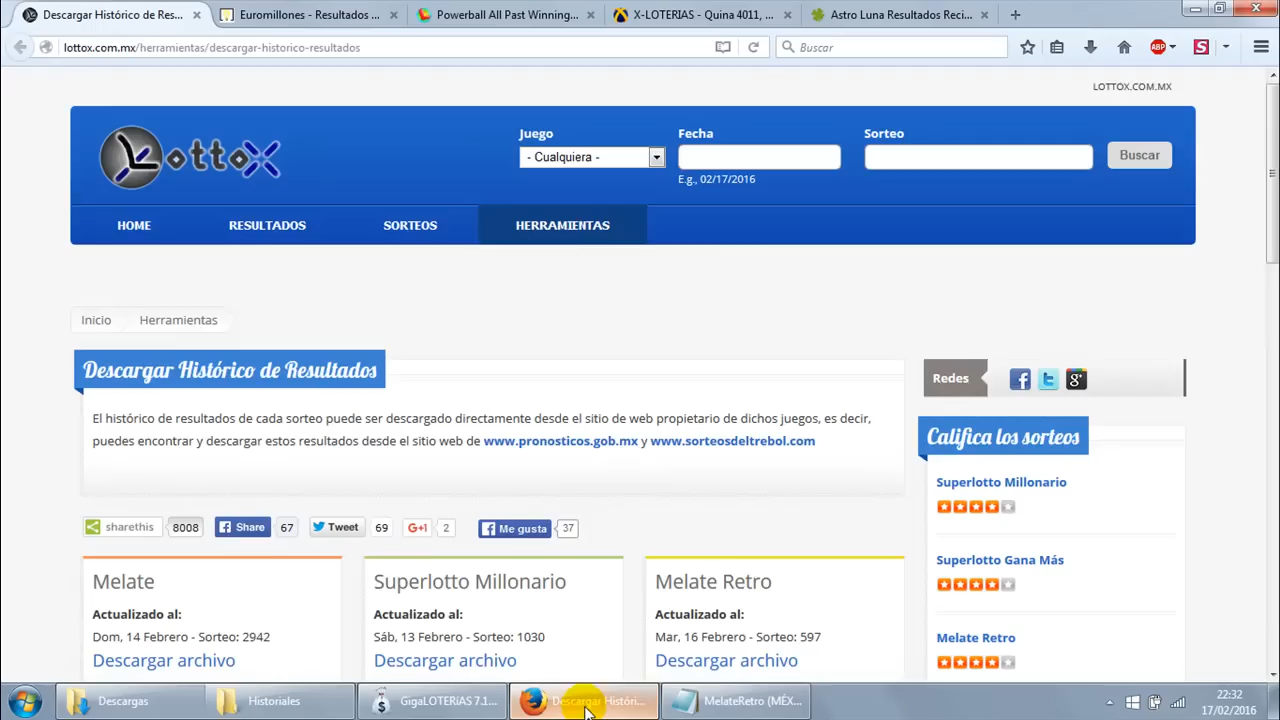 Descargar Histórico de Res...
Euromillones - Resultados ...
Powerball All Past Winning...
X-LOTERIAS - Quina 4011, ...
Astro Luna Resultados Reci...
lottox.com.mx/herramientas/descargar-historico-resultados
Buscar
ABP
S
LOTTOX.COM.MX
LottoX
Juego
Fecha
Sorteo
- Cualquiera -
Buscar
E.g., 02/17/2016
HOME
RESULTADOS
SORTEOS
HERRAMIENTAS
Inicio
Herramientas
Descargar Histórico de Resultados
El histórico de resultados de cada sorteo puede ser descargado directamente desde el sitio de web propietario de dichos juegos, es decir,
puedes encontrar y descargar estos resultados desde el sitio web de www.pronosticos.gob.mx y www.sorteosdeltrebol.com
Redes
Califica los sorteos
Superlotto Millonario
Superlotto Gana Más
Melate Retro
sharethis
8008
Share
67
Tweet
69
G+1
2
Me gusta
37
Melate
Actualizado al:
Dom, 14 Febrero - Sorteo: 2942
Descargar archivo
Superlotto Millonario
Actualizado al:
Sáb, 13 Febrero - Sorteo: 1030
Descargar archivo
Melate Retro
Actualizado al:
Mar, 16 Febrero - Sorteo: 597
Descargar archivo
Descargas
Historiales
GigaLOTERiAS 7.1...
Descargar Históri...
MelateRetro (MÉX...
22:32
17/02/2016